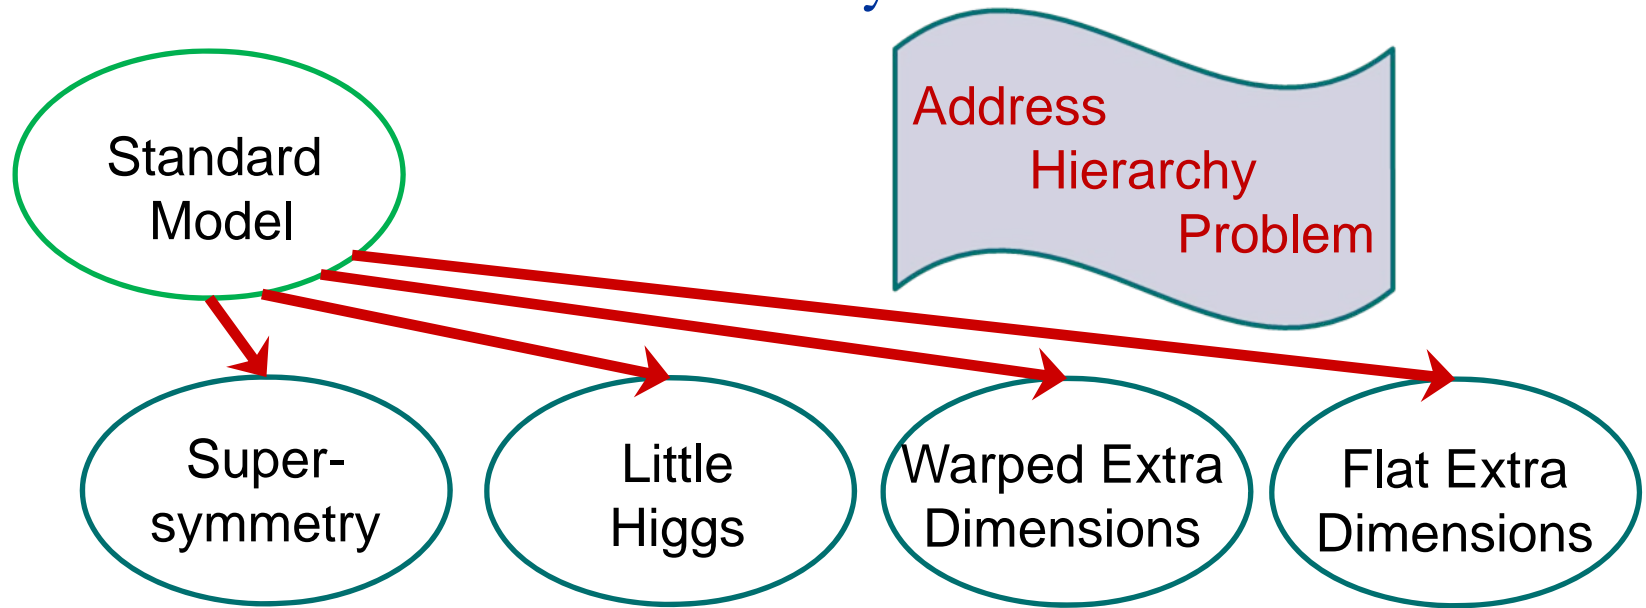 Standard
Model
Address
Hierarchy
Problem
Super-
symmetry
Little
Higgs
Warped Extra
Dimensions
Flat Extra
Dimensions